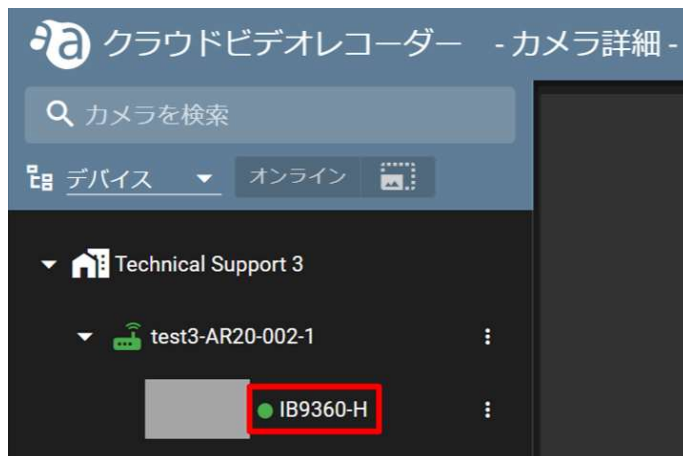 クラウドビデオレコーダー - カメラ詳細 -
カメラを検索
デバイス オンライン
Technical Support 3
test3-AR20-002-1
IB9360-H